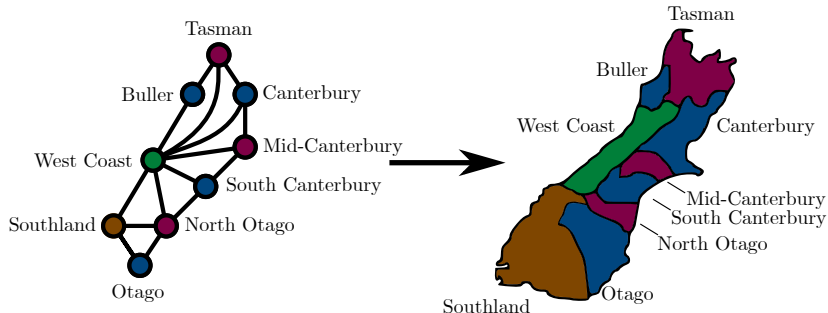 Tasman
Buller
Canterbury
West Coast
Mid-Canterbury
South Canterbury
Southland
North Otago
Otago
Tasman
Buller
West Coast
Canterbury
Mid-Canterbury
South Canterbury
North Otago
Otago
Southland